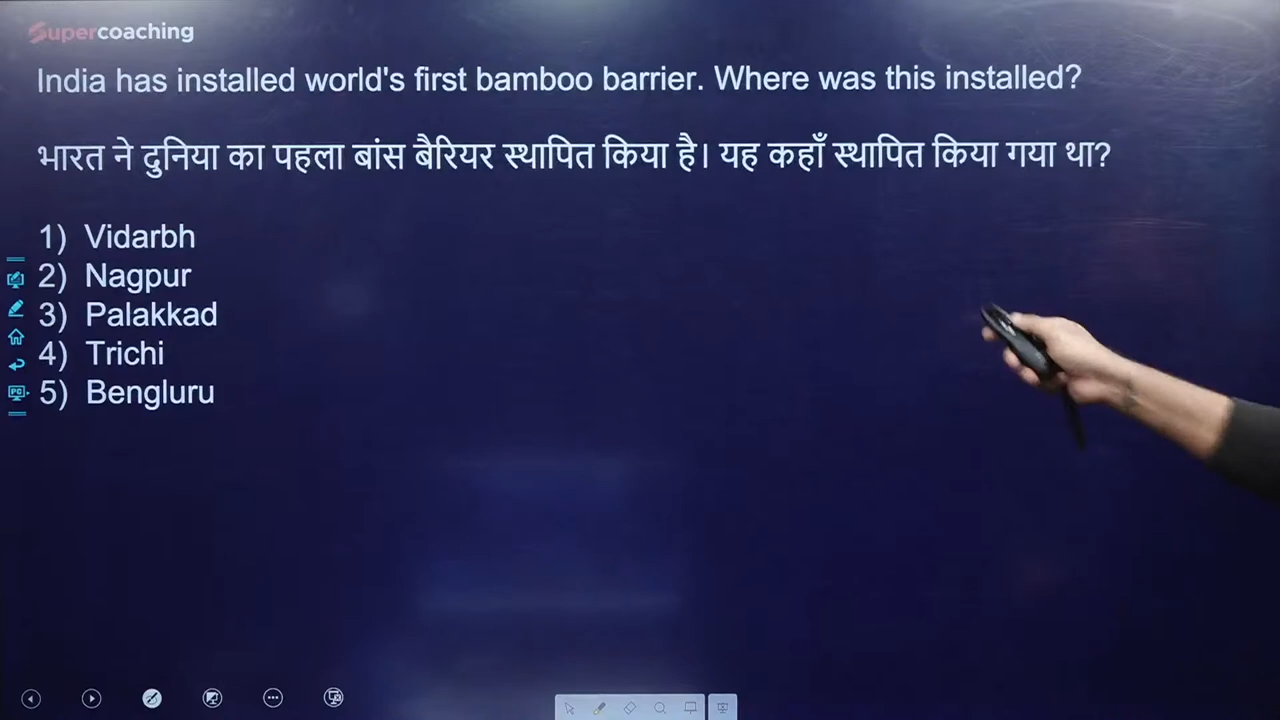 Supercoaching
India has installed world's first bamboo barrier. Where was this installed?
भारत ने दुनिया का पहला बांस बैरियर स्थापित किया है। यह कहाँ स्थापित किया गया था?
1) Vidarbh
2) Nagpur
3) Palakkad
4) Trichi
5) Bengluru
PC